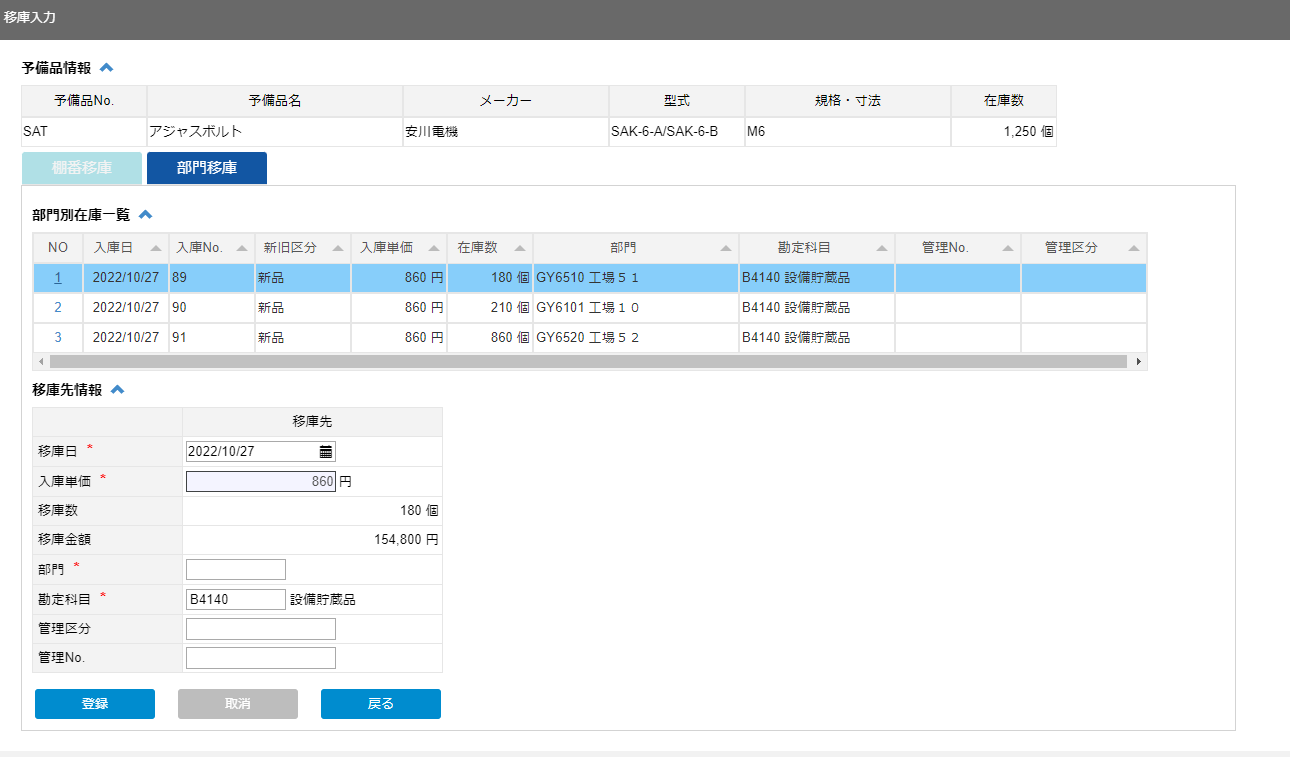 移庫入力
予備品情報
予備品No. 予備品名 メーカー 型式 規格・寸法 在庫数
SAT アジャスボルト 安川電機 SAK-6-A/SAK-6-B M6 1,250 個
棚番移庫 部門移庫
部門別在庫一覧
NO 入庫日 入庫No. 新旧区分 入庫単価 在庫数 部門 勘定科目 管理No. 管理区分
1 2022/10/27 89 新品 860 円 180 個 GY6510 工場５１ B4140 設備貯蔵品
2 2022/10/27 90 新品 860 円 210 個 GY6101 工場１０ B4140 設備貯蔵品
3 2022/10/27 91 新品 860 円 860 個 GY6520 工場５２ B4140 設備貯蔵品
移庫先情報
移庫先
移庫日 * 2022/10/27
入庫単価 * 860 円
移庫数 180 個
移庫金額 154,800 円
部門 *
勘定科目 * B4140 設備貯蔵品
管理区分
管理No.
登録 取消 戻る